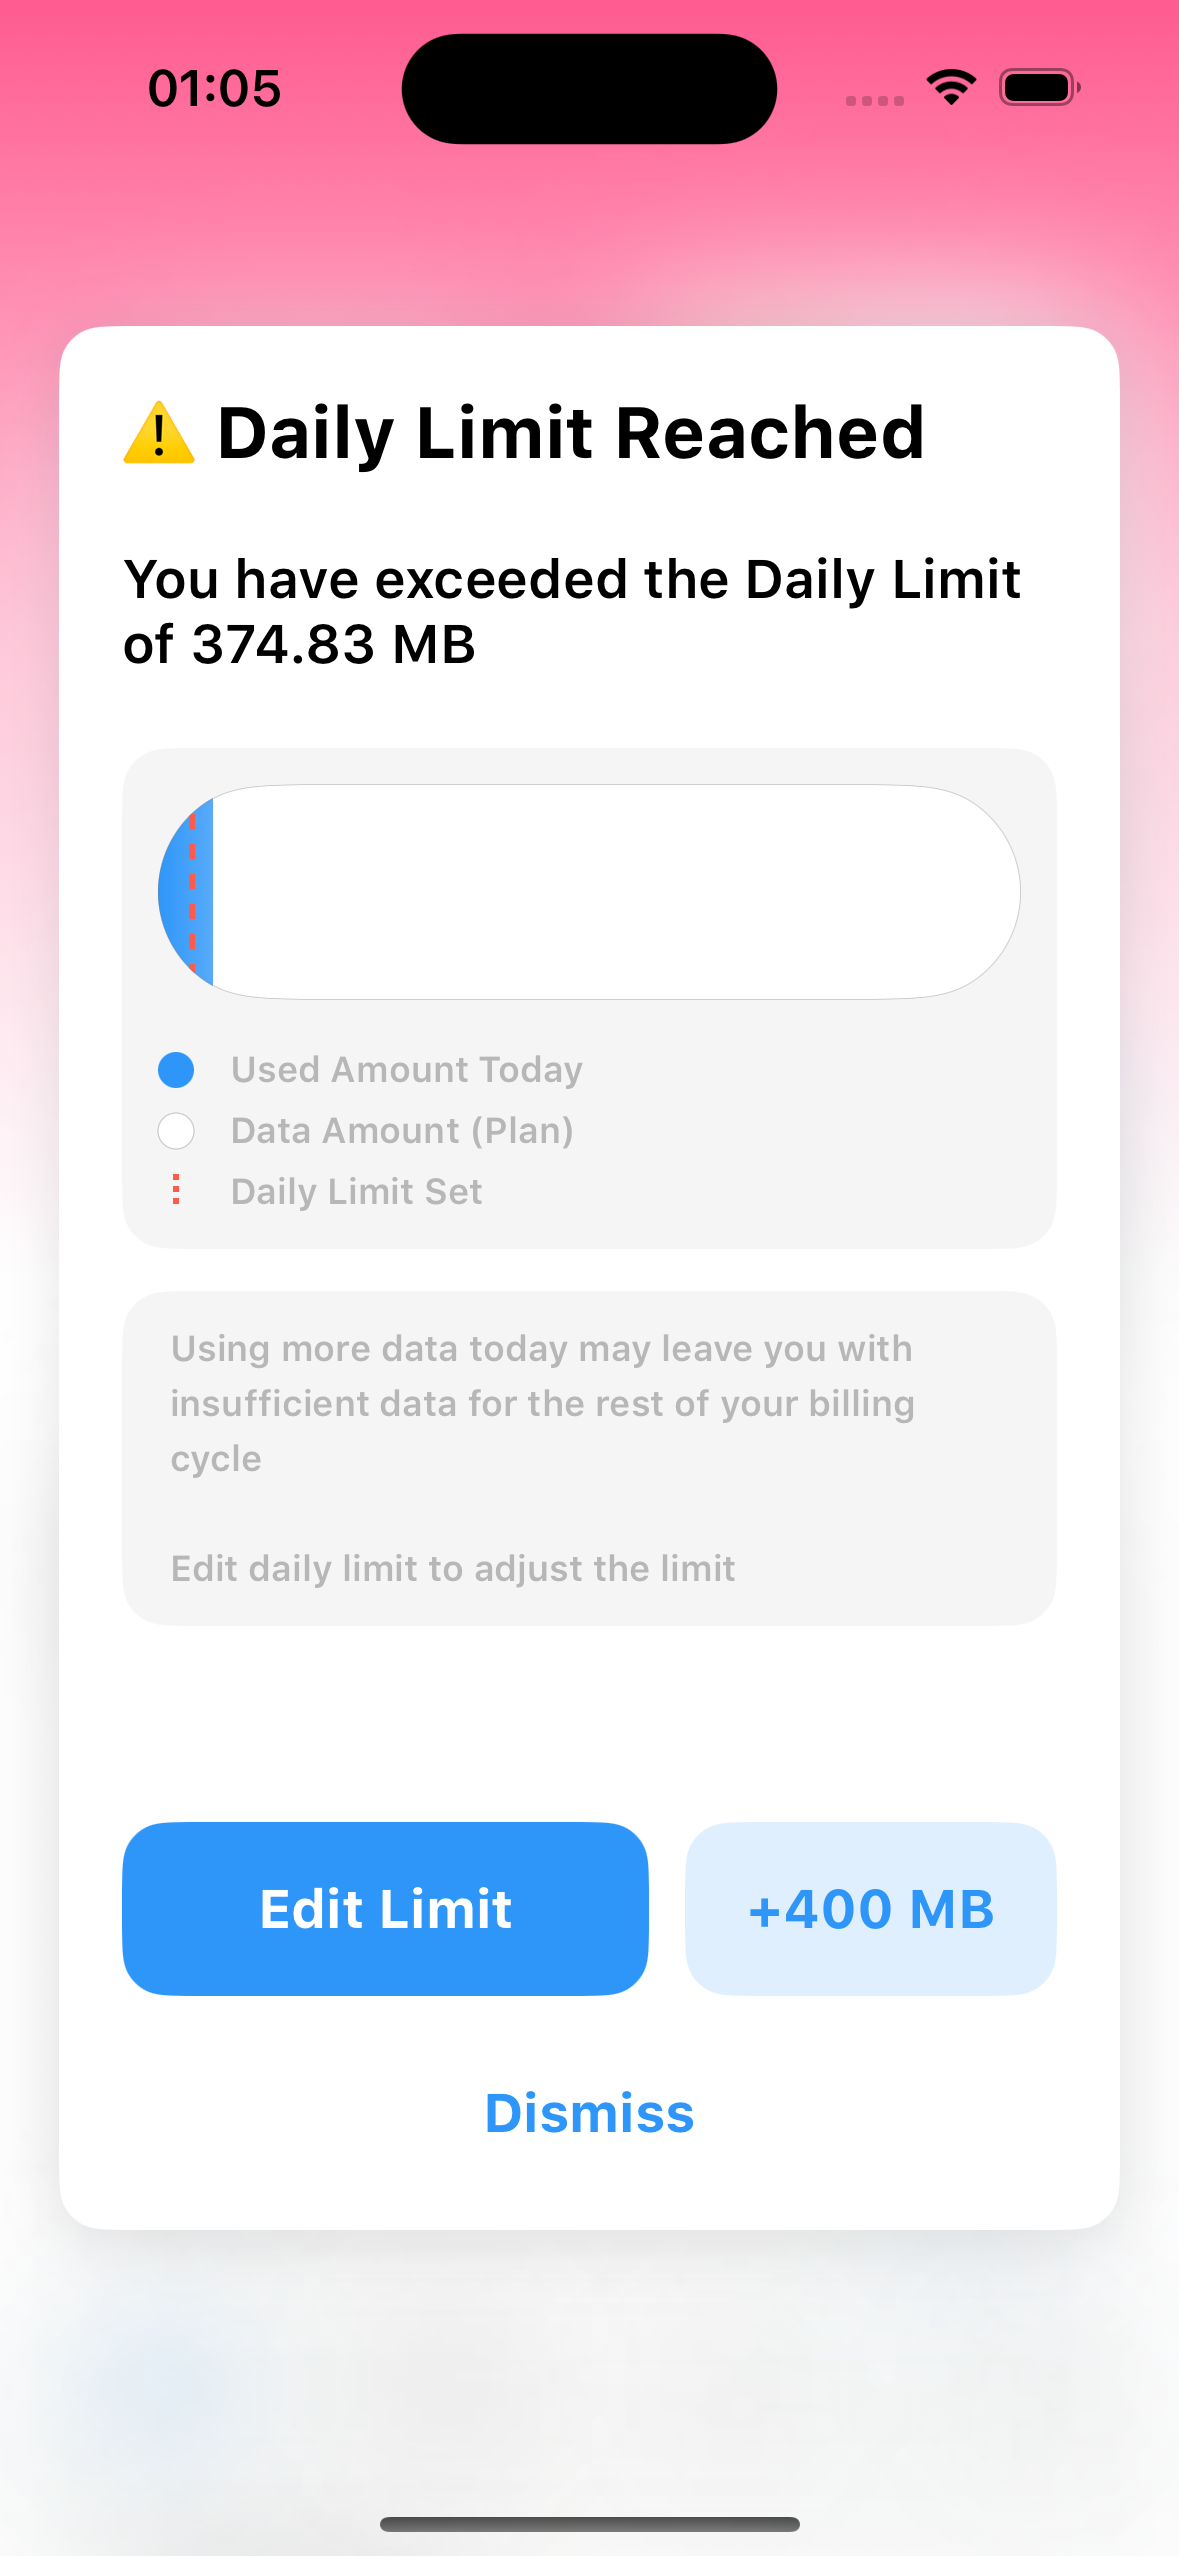 01:05
⚠️ Daily Limit Reached
You have exceeded the Daily Limit
of 374.83 MB
Used Amount Today
Data Amount (Plan)
Daily Limit Set
Using more data today may leave you with
insufficient data for the rest of your billing
cycle
Edit daily limit to adjust the limit
Edit Limit
+400 MB
Dismiss